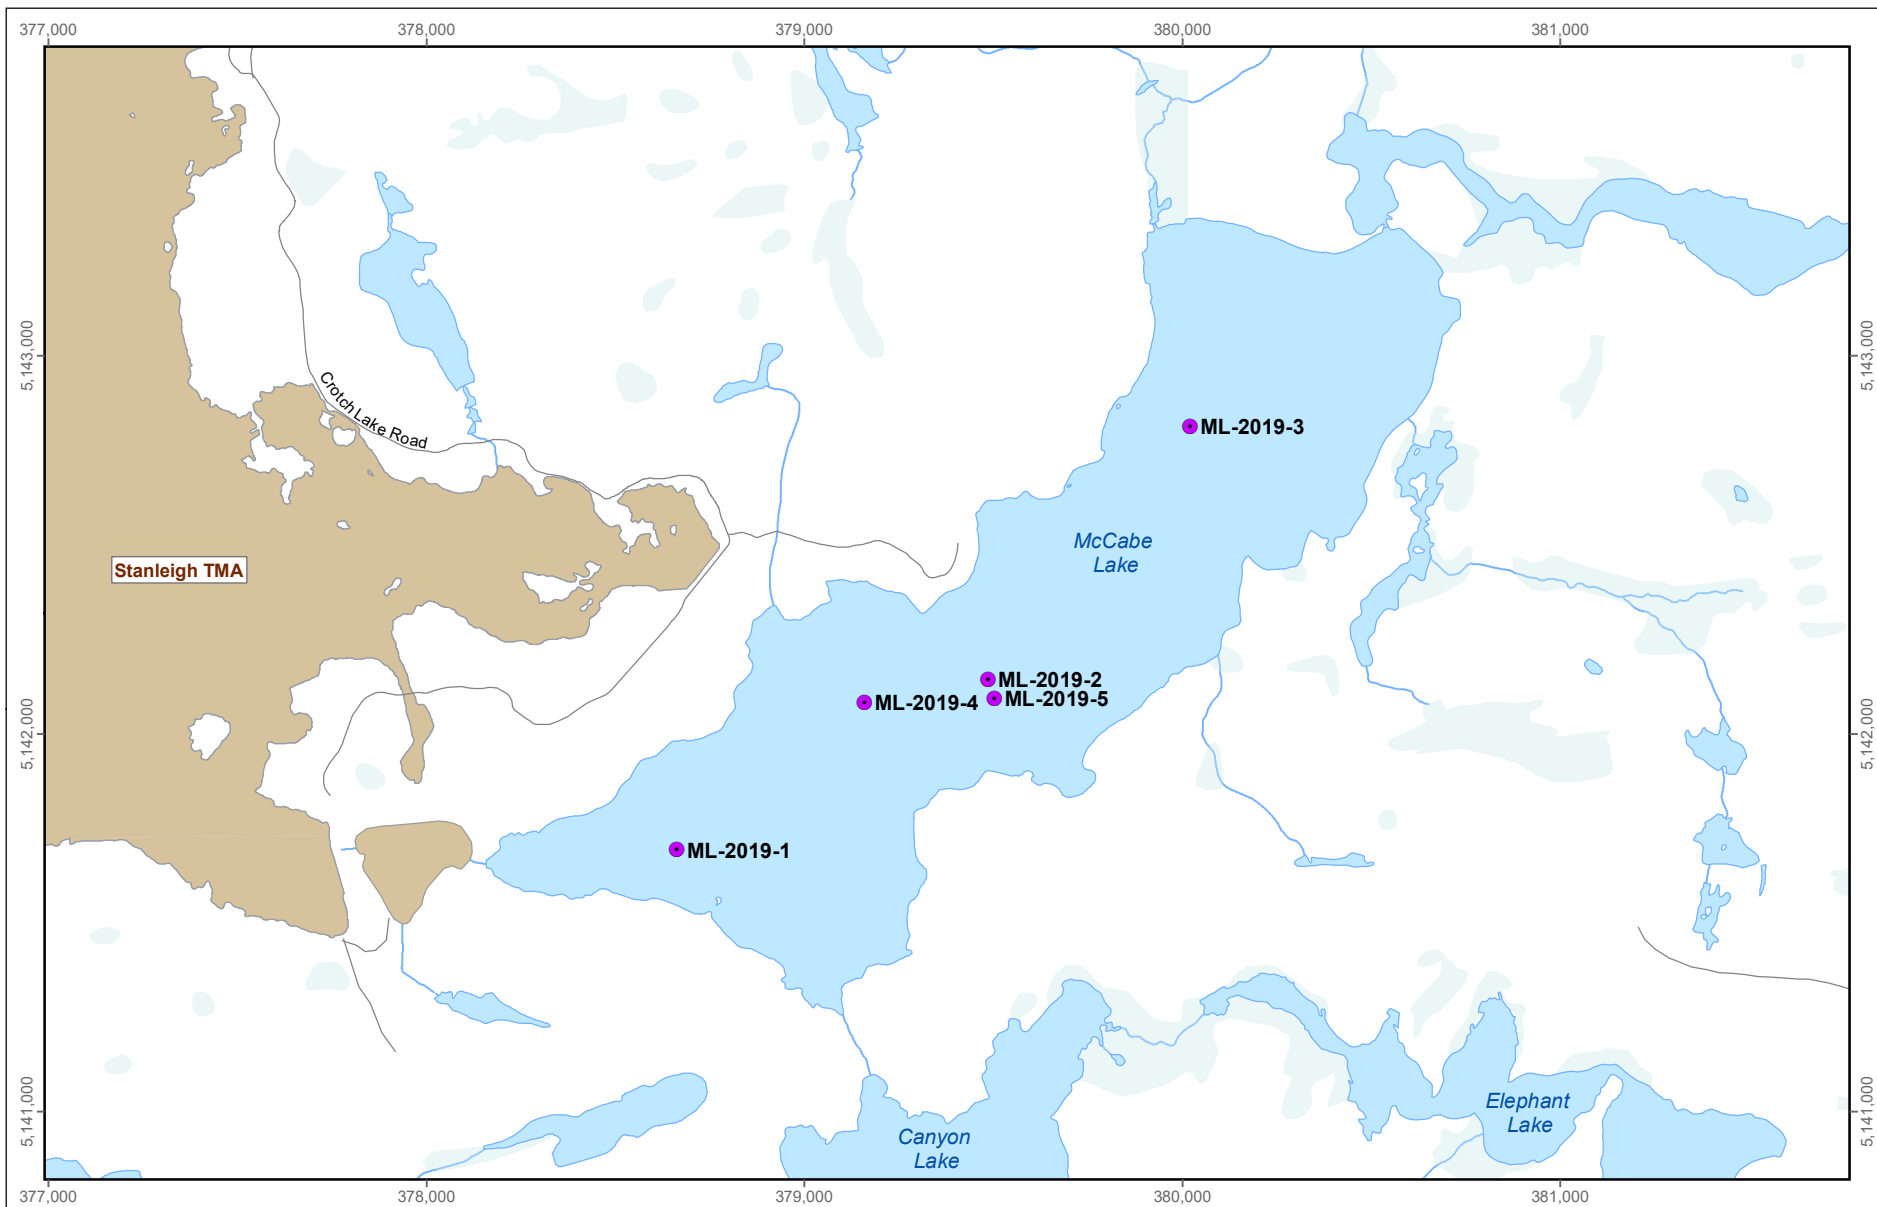 377,000
378,000
379,000
380,000
381,000
5,143,000
5,143,000
Crotch Lake Road
ML-2019-3
McCabe
Lake
Stanleigh TMA
ML-2019-2
ML-2019-4
ML-2019-5
5,142,000
5,142,000
ML-2019-1
5,141,000
5,141,000
Elephant
Lake
Canyon
Lake
377,000
378,000
379,000
380,000
381,000